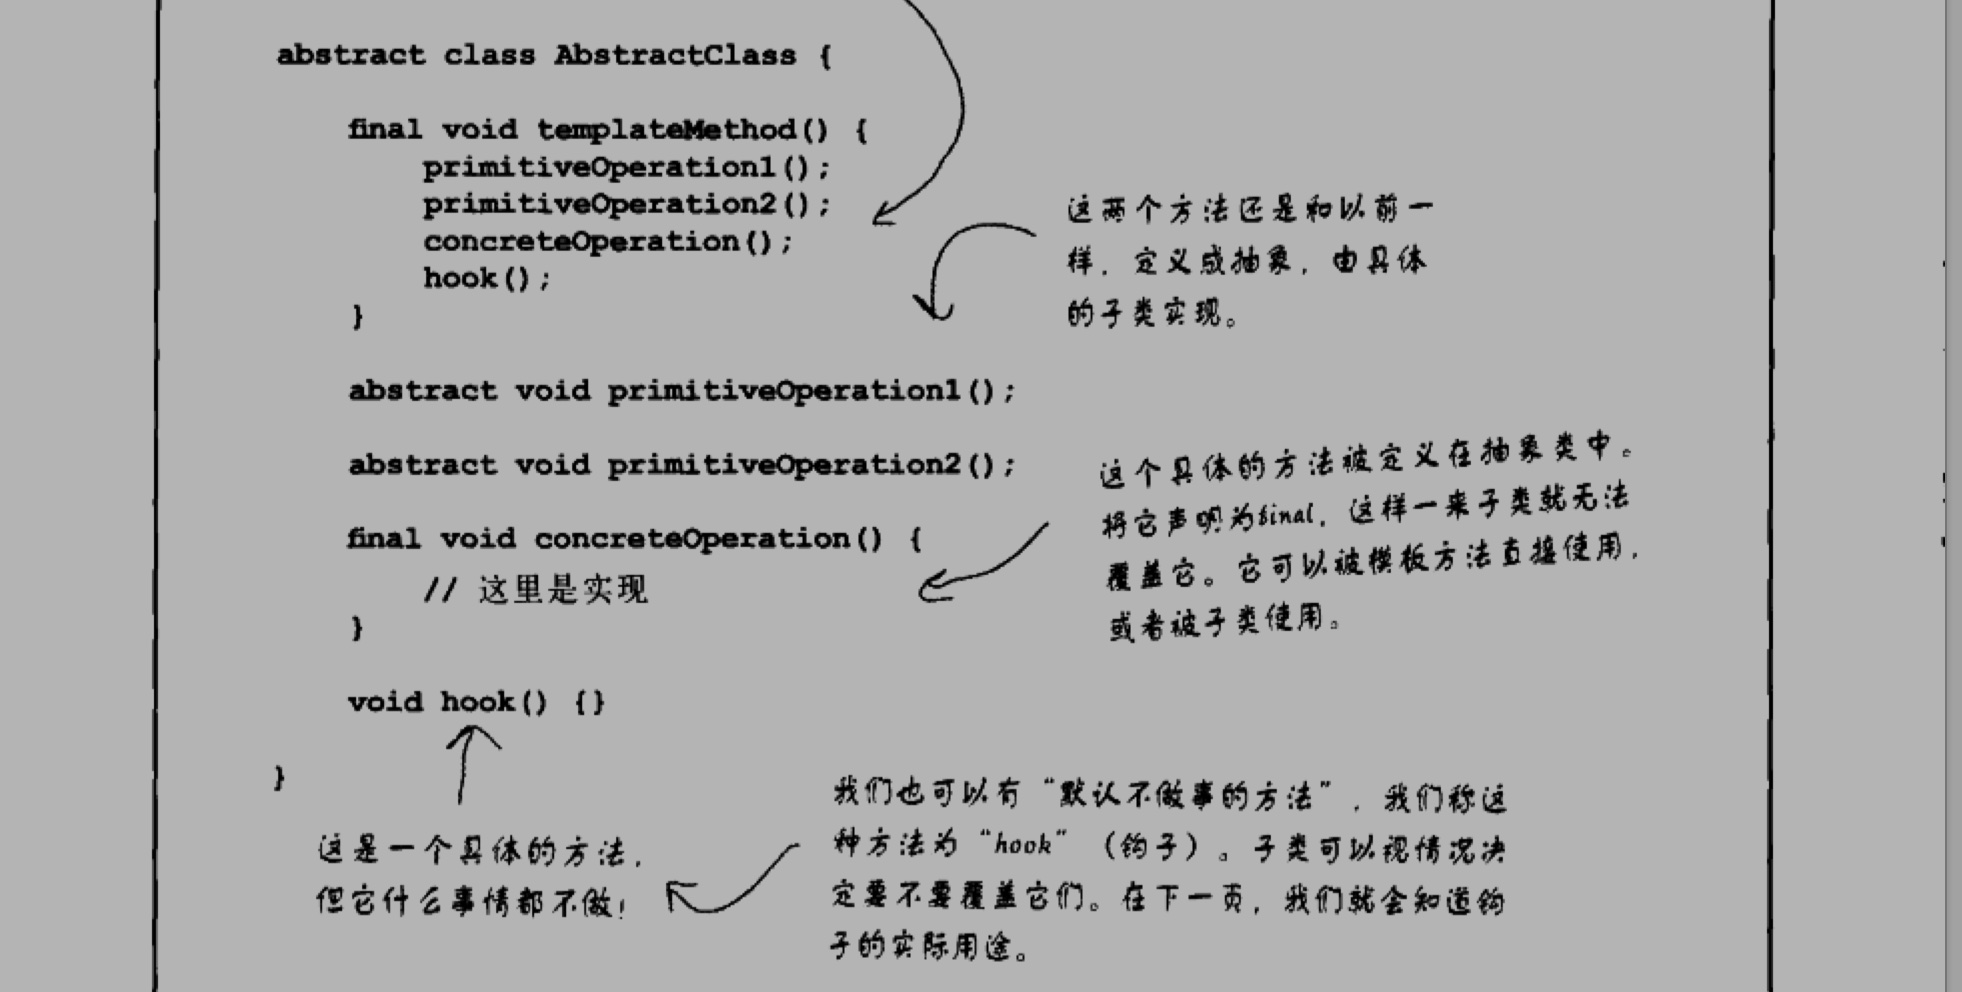 abstract class AbstractClass {
final void templateMethod() {
primitiveOperation1();
primitiveOperation2();
concreteOperation();
hook();
}
这两个方法还是和以前一
样，定义成抽象，由具体
的子类实现。
abstract void primitiveOperation1();
abstract void primitiveOperation2();
这个具体的方法被定义在抽象类中。
将它声明为final，这样一来子类就无法
覆盖它。它可以被模板方法直接使用，
或者被子类使用。
final void concreteOperation() {
// 这里是实现
}
void hook() {}
}
这是一个具体的方法，
但它什么事情都不做！
我们也可以有“默认不做事的方法”，我们称这
种方法为“hook”（钩子）。子类可以视情况决
定要不要覆盖它们。在下一页，我们就会知道钩
子的实际用途。